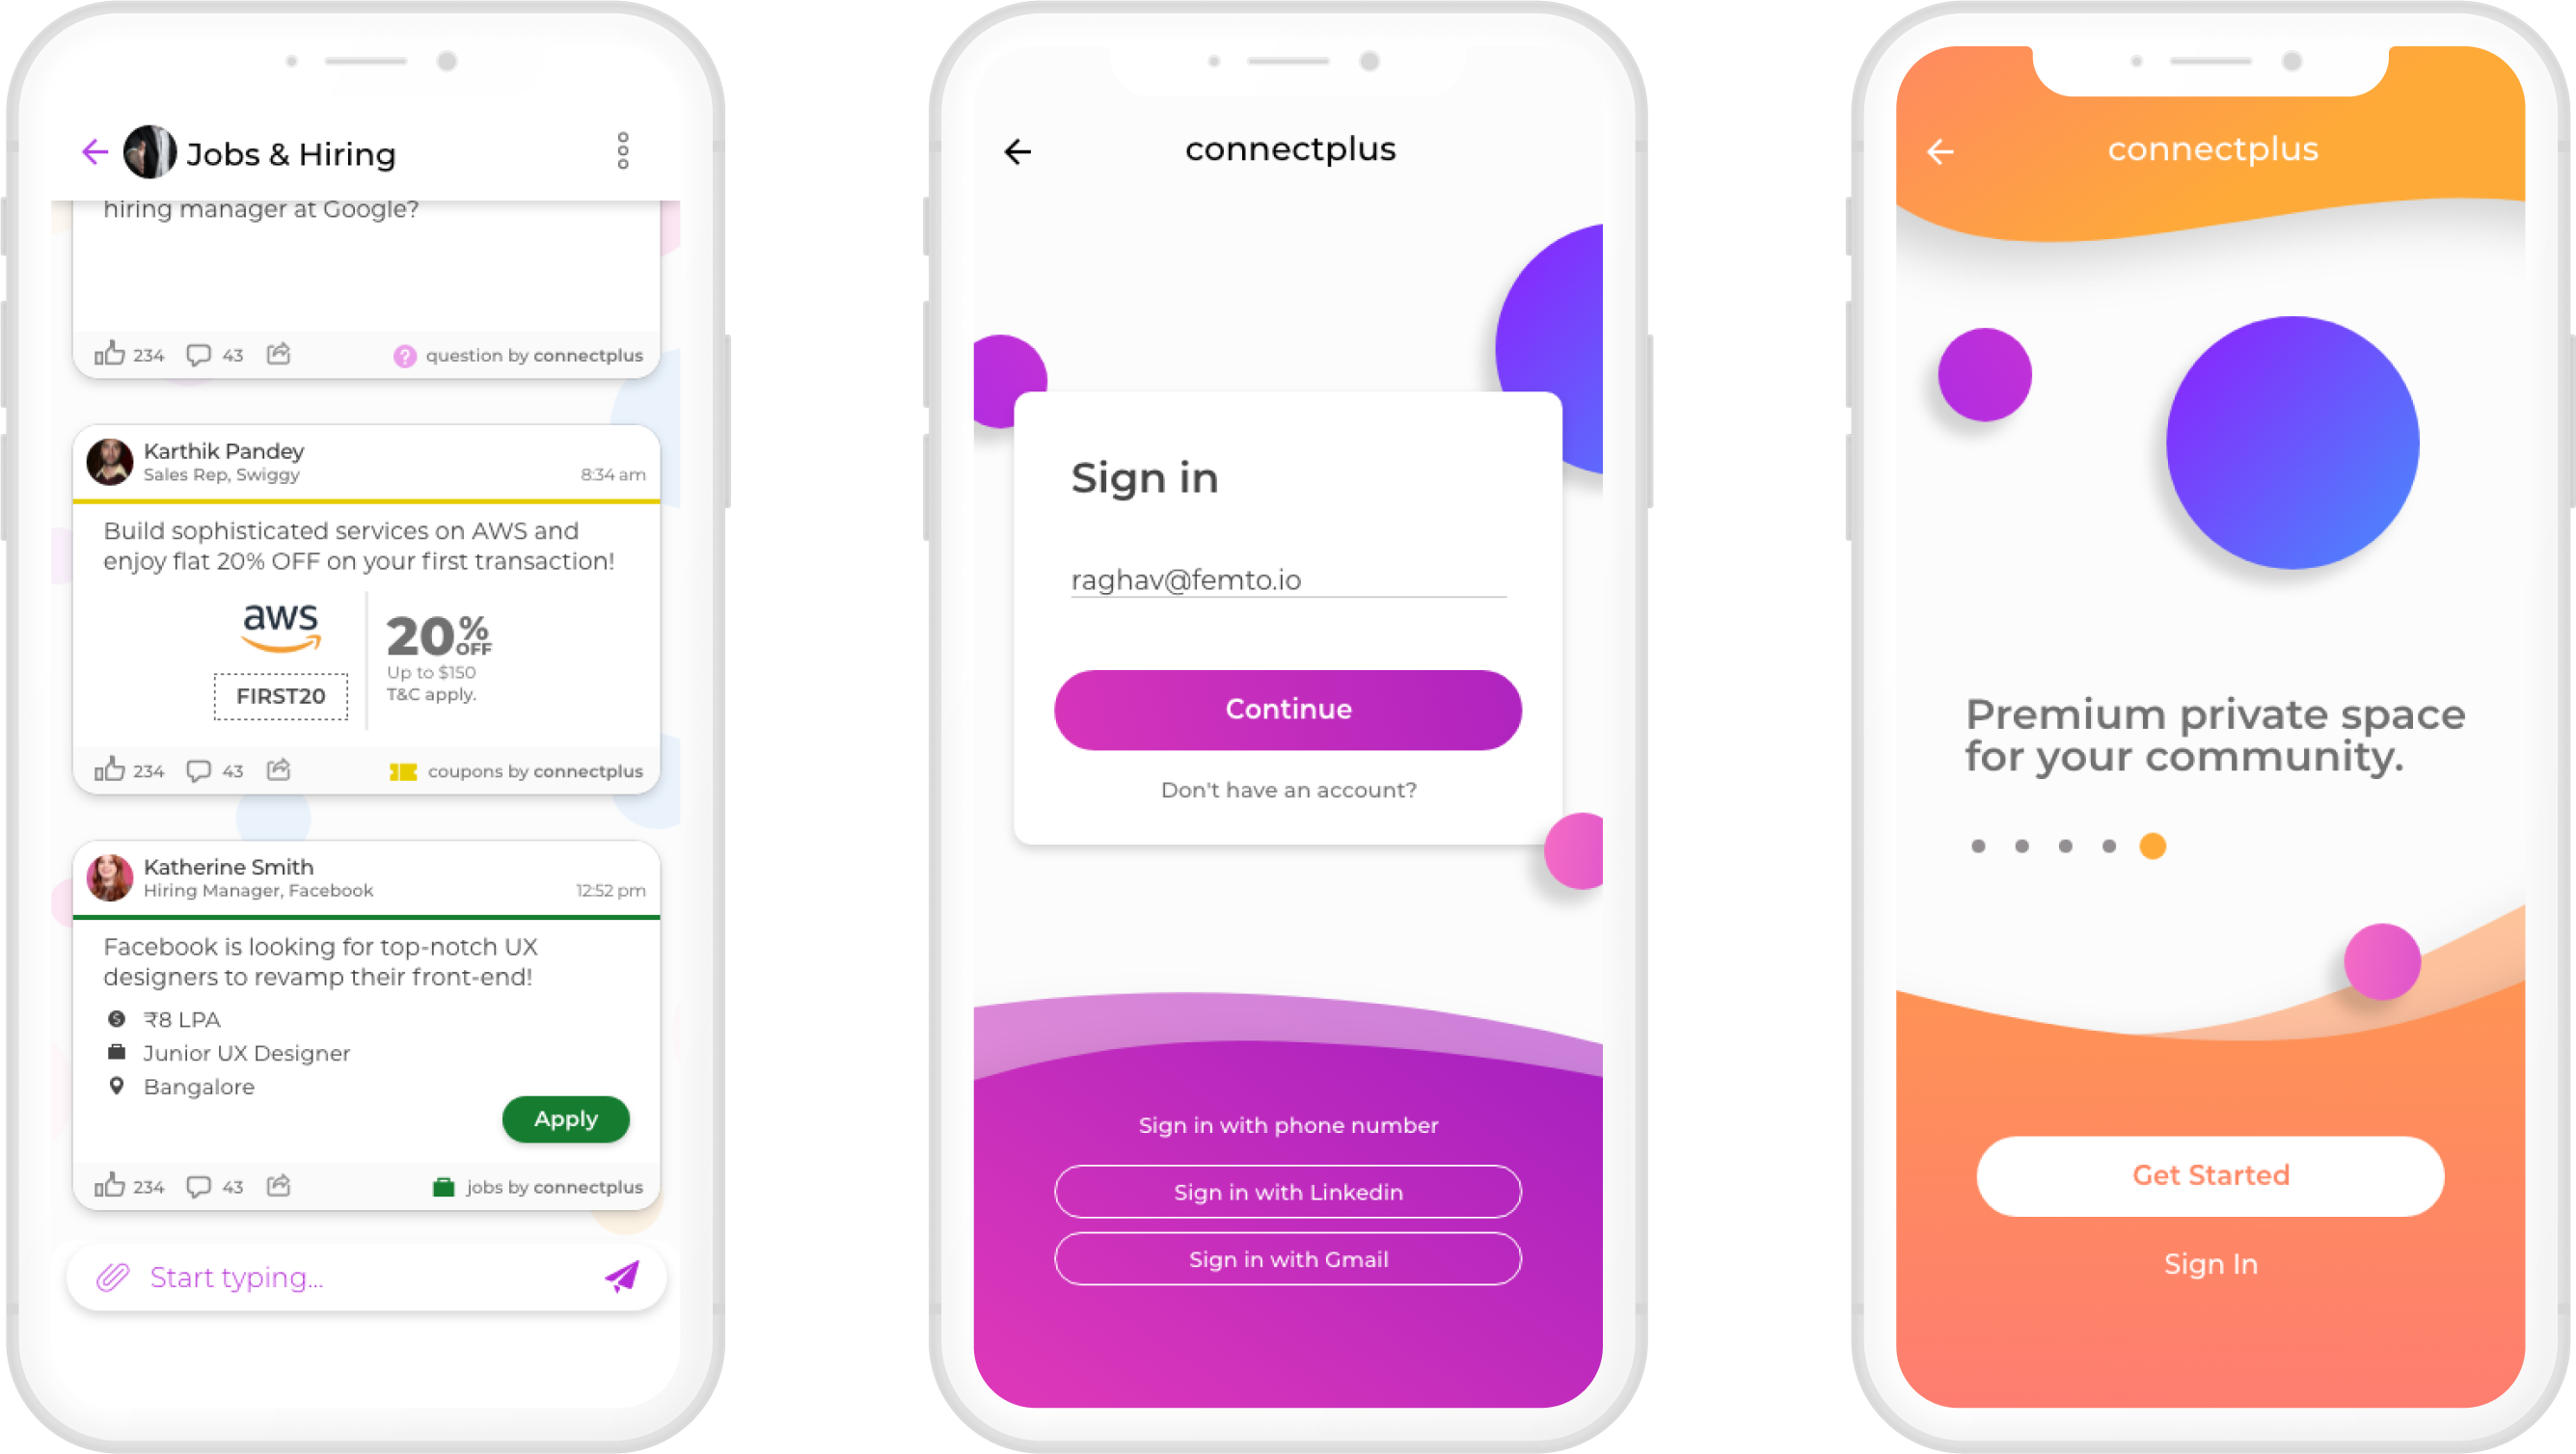 Jobs & Hiring
hiring manager at Google?
234 43 question by connectplus
Karthik Pandey
Sales Rep, Swiggy 8:34 am
Build sophisticated services on AWS and
enjoy flat 20% OFF on your first transaction!
aws
FIRST20
20% OFF
Up to $150
T&C apply.
234 43 coupons by connectplus
Katherine Smith
Hiring Manager, Facebook 12:52 pm
Facebook is looking for top-notch UX
designers to revamp their front-end!
₹8 LPA
Junior UX Designer
Bangalore
Apply
234 43 jobs by connectplus
Start typing...
connectplus
Sign in
raghav@femto.io
Continue
Don't have an account?
Sign in with phone number
Sign in with Linkedin
Sign in with Gmail
connectplus
Premium private space
for your community.
Get Started
Sign In